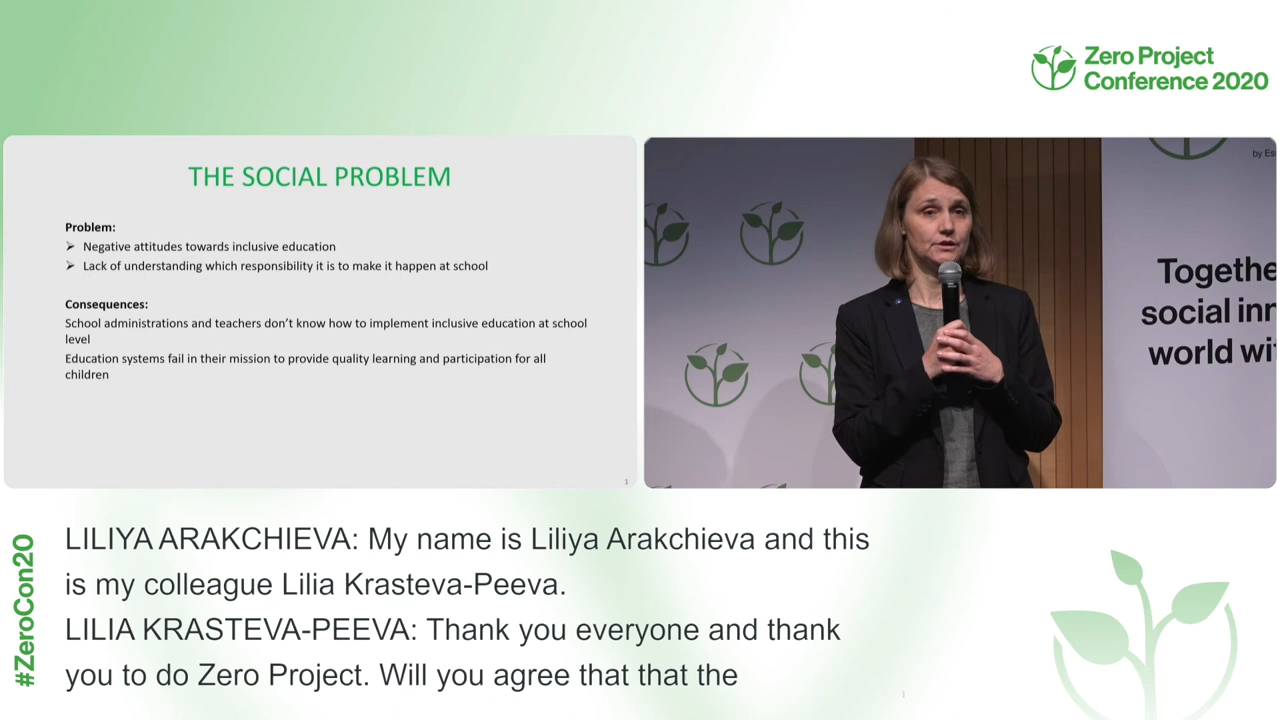 Zero Project
Conference 2020
THE SOCIAL PROBLEM
Problem:
Negative attitudes towards inclusive education
Lack of understanding which responsibility it is to make it happen at school
Consequences:
School administrations and teachers don't know how to implement inclusive education at school
level
Education systems fail in their mission to provide quality learning and participation for all
children
1
by Es
Togethe
social inn
world wi
#ZeroCon20
LILIYA ARAKCHIEVA: My name is Liliya Arakchieva and this
is my colleague Lilia Krasteva-Peeva.
LILIA KRASTEVA-PEEVA: Thank you everyone and thank
you to do Zero Project. Will you agree that that the